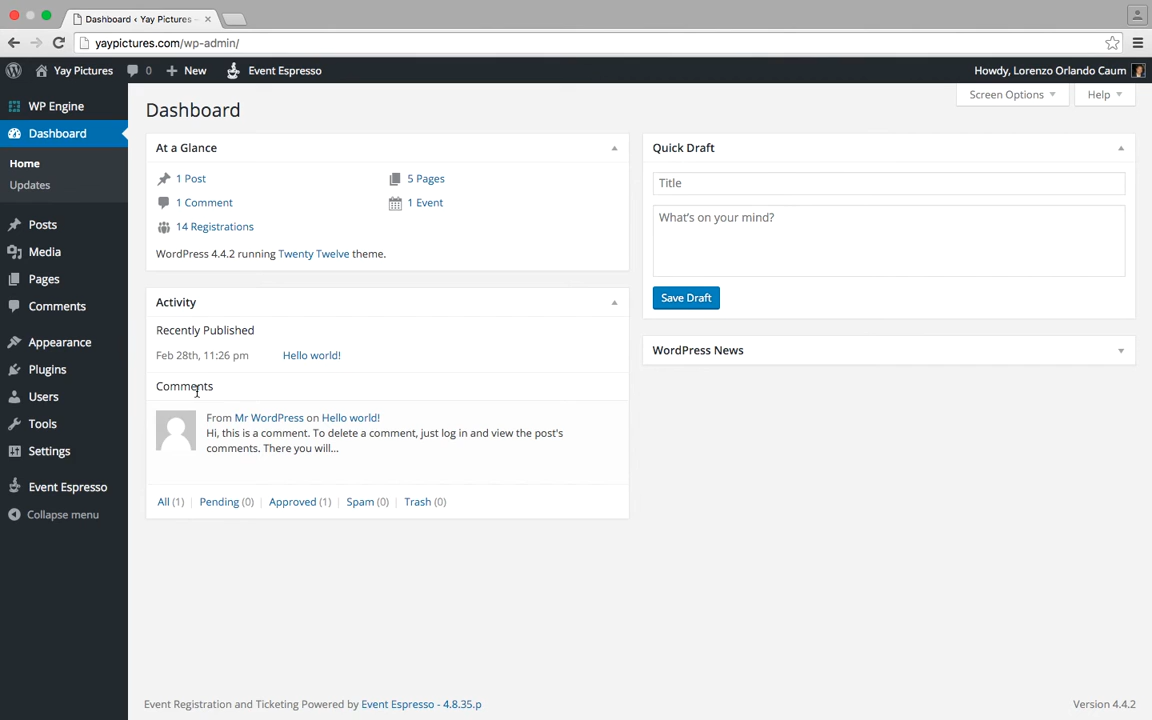 Dashboard ‹ Yay Pictures
yaypictures.com/wp-admin/
Yay Pictures 0 New Event Espresso Howdy, Lorenzo Orlando Caum
Screen Options Help
WP Engine
Dashboard
Home
Updates
Posts
Media
Pages
Comments
Appearance
Plugins
Users
Tools
Settings
Event Espresso
Collapse menu
Dashboard
At a Glance
1 Post 5 Pages
1 Comment 1 Event
14 Registrations
WordPress 4.4.2 running Twenty Twelve theme.
Activity
Recently Published
Feb 28th, 11:26 pm Hello world!
Comments
From Mr WordPress on Hello world!
Hi, this is a comment. To delete a comment, just log in and view the post's
comments. There you will...
All (1) | Pending (0) | Approved (1) | Spam (0) | Trash (0)
Quick Draft
Title
What's on your mind?
Save Draft
WordPress News
Event Registration and Ticketing Powered by Event Espresso - 4.8.35.p
Version 4.4.2